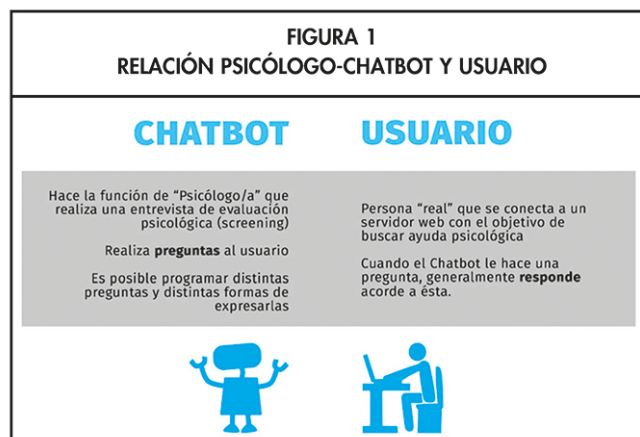 FIGURA 1
RELACIÓN PSICÓLOGO-CHATBOT Y USUARIO
CHATBOT
Hace la función de “Psicólogo/a” que
realiza una entrevista de evaluación
psicológica (screening)
Realiza preguntas al usuario
Es posible programar distintas
preguntas y distintas formas de
expresarlas
USUARIO
Persona “real” que se conecta a un
servidor web con el objetivo de
buscar ayuda psicológica
Cuando el Chatbot le hace una
pregunta, generalmente responde
acorde a ésta.